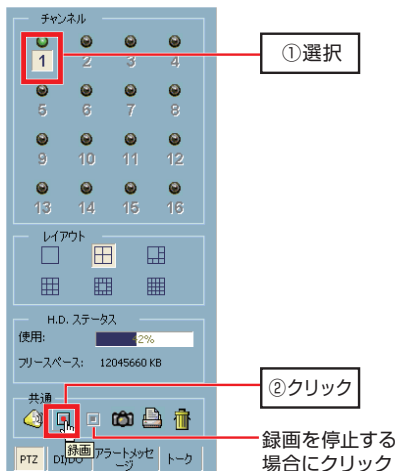 チャンネル
①選択
1 2 3 4
5 6 7 8
9 10 11 12
13 14 15 16
レイアウト
H.D. ステータス
使用: 42%
フリースペース: 12045660 KB
②クリック
共通
録画
録画を停止する
場合にクリック
PTZ DI/DO アラートメッセージ トーク